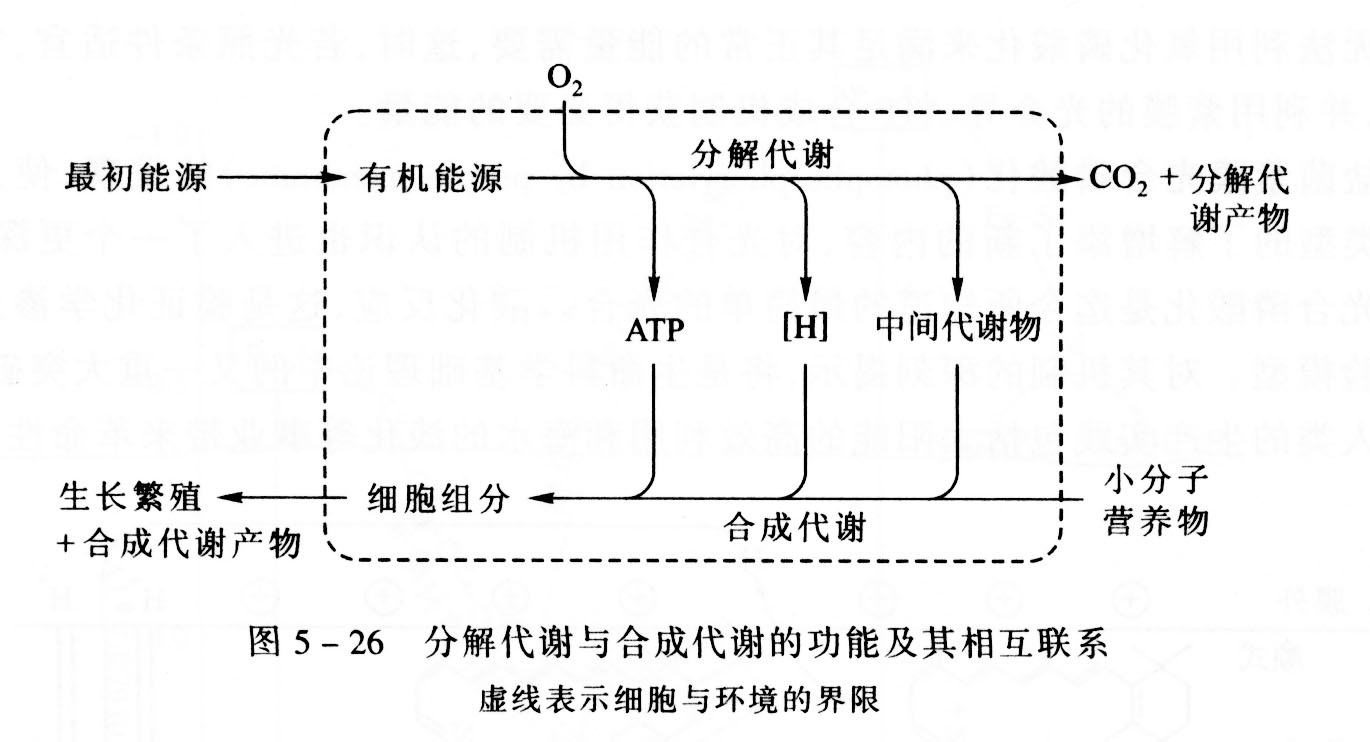 O₂
分解代谢
最初能源
有机能源
CO₂ + 分解代
谢产物
ATP
[H]
中间代谢物
生长繁殖
+合成代谢产物
细胞组分
合成代谢
小分子
营养物
图 5-26 分解代谢与合成代谢的功能及其相互联系
虚线表示细胞与环境的界限